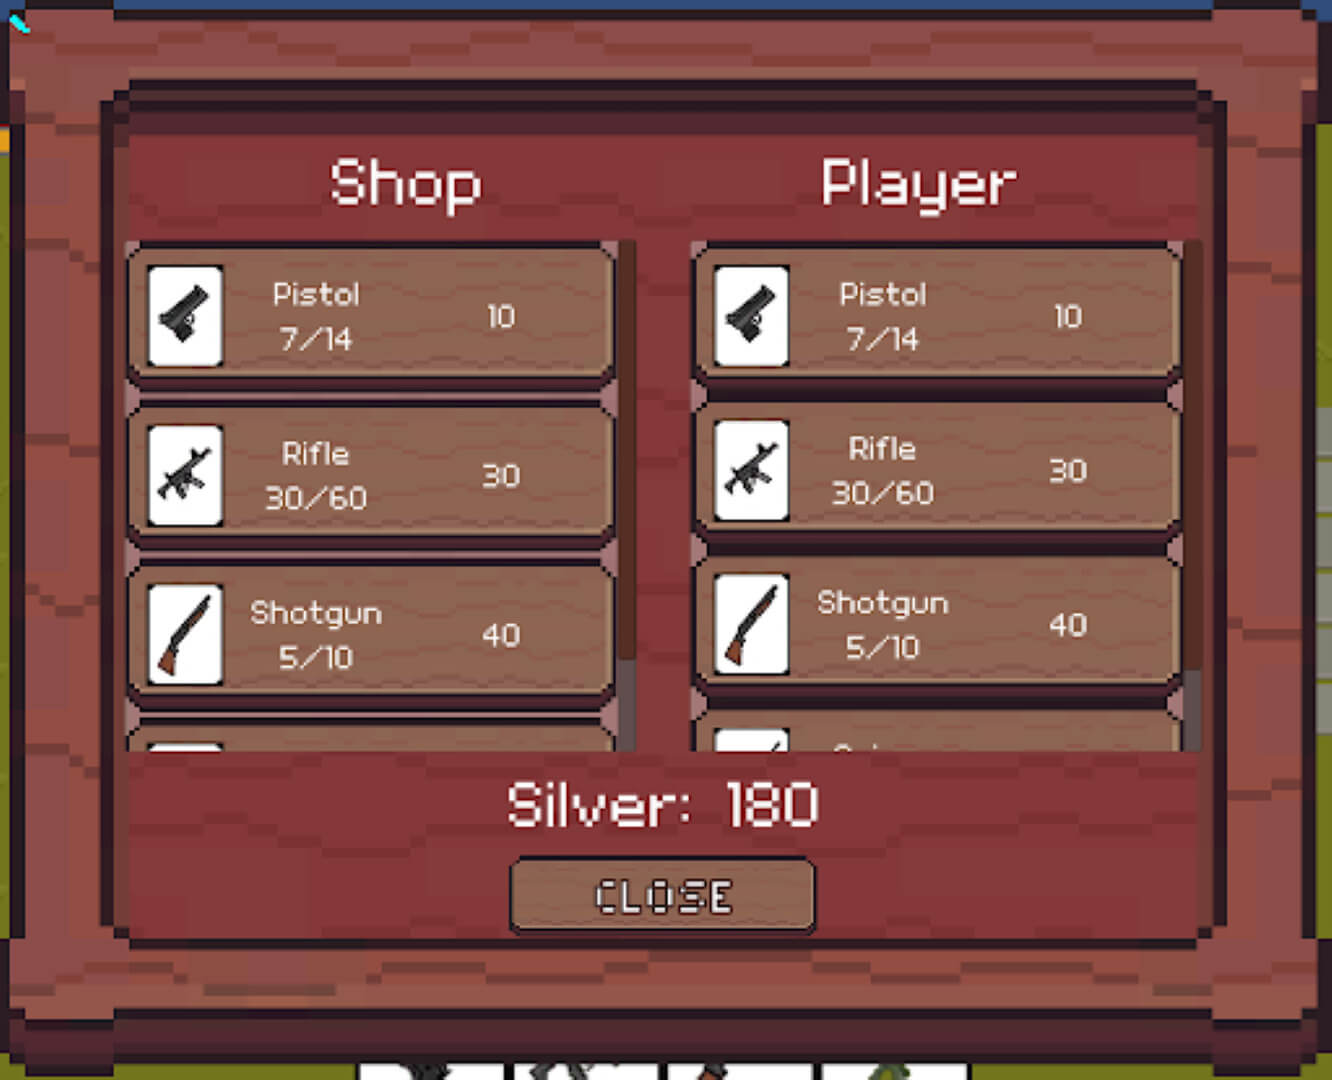 Shop
Pistol
7/14
10
Rifle
30/60
30
Shotgun
5/10
40
Player
Pistol
7/14
10
Rifle
30/60
30
Shotgun
5/10
40
Silver: 180
CLOSE